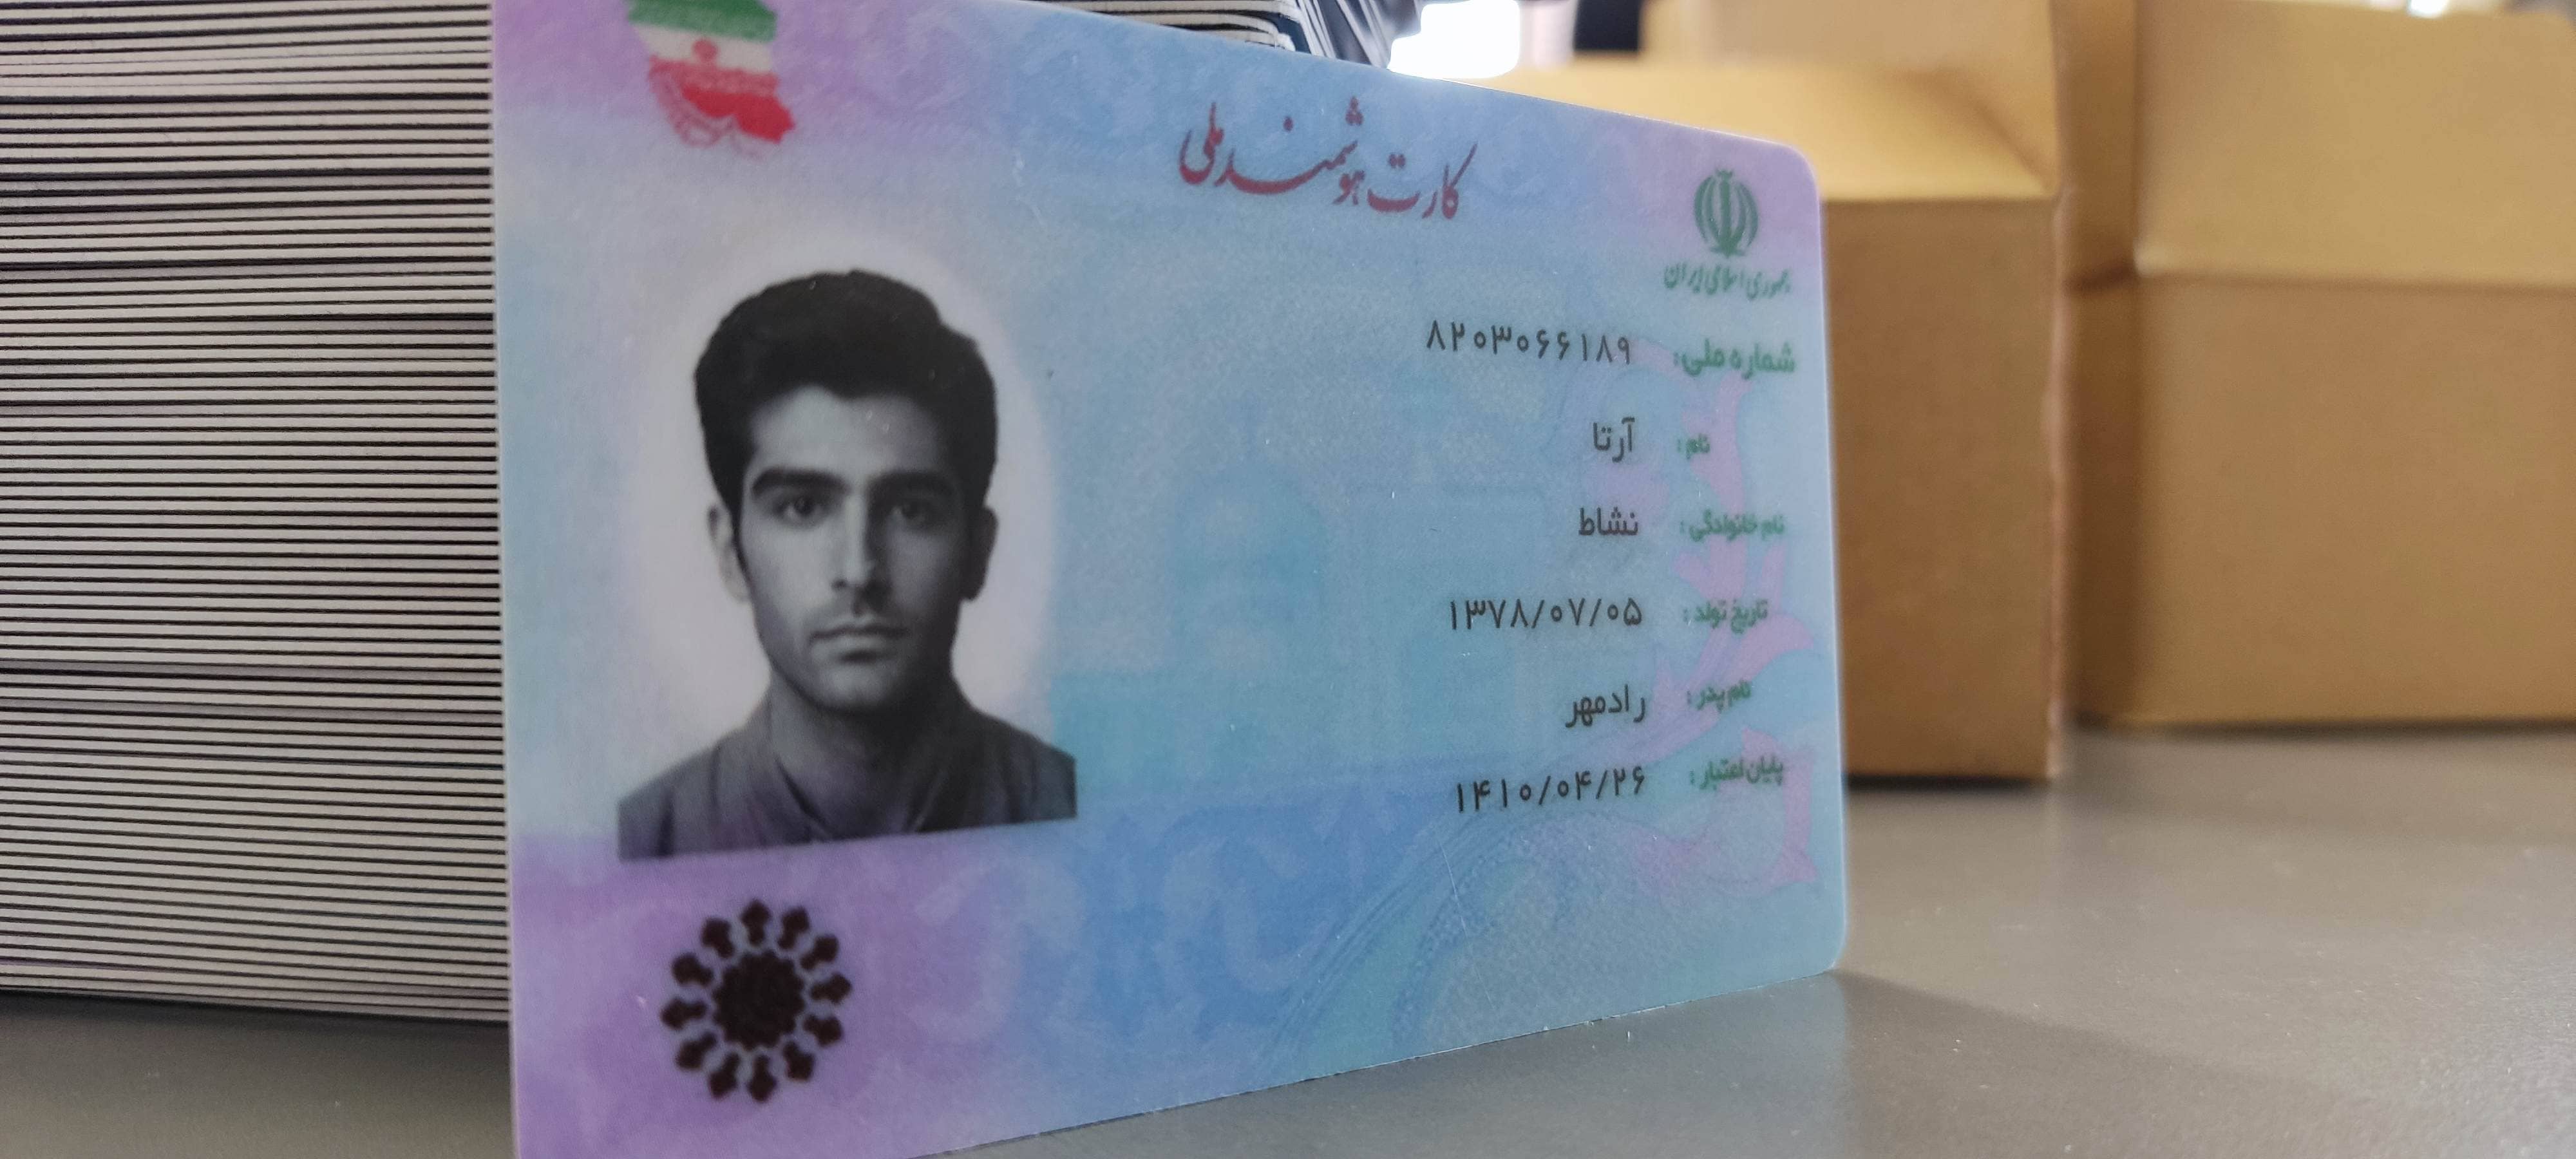 کارت هوشمند ملی
جمهوری اسلامی ایران
شماره ملی: ۸۲۰۳۰۶۶۱۸۹
نام: آرتا
نام خانوادگی: نشاط
تاریخ تولد: ۱۳۷۸/۰۷/۰۵
نام پدر: رادمهر
پایان اعتبار: ۱۴۱۰/۰۴/۲۶